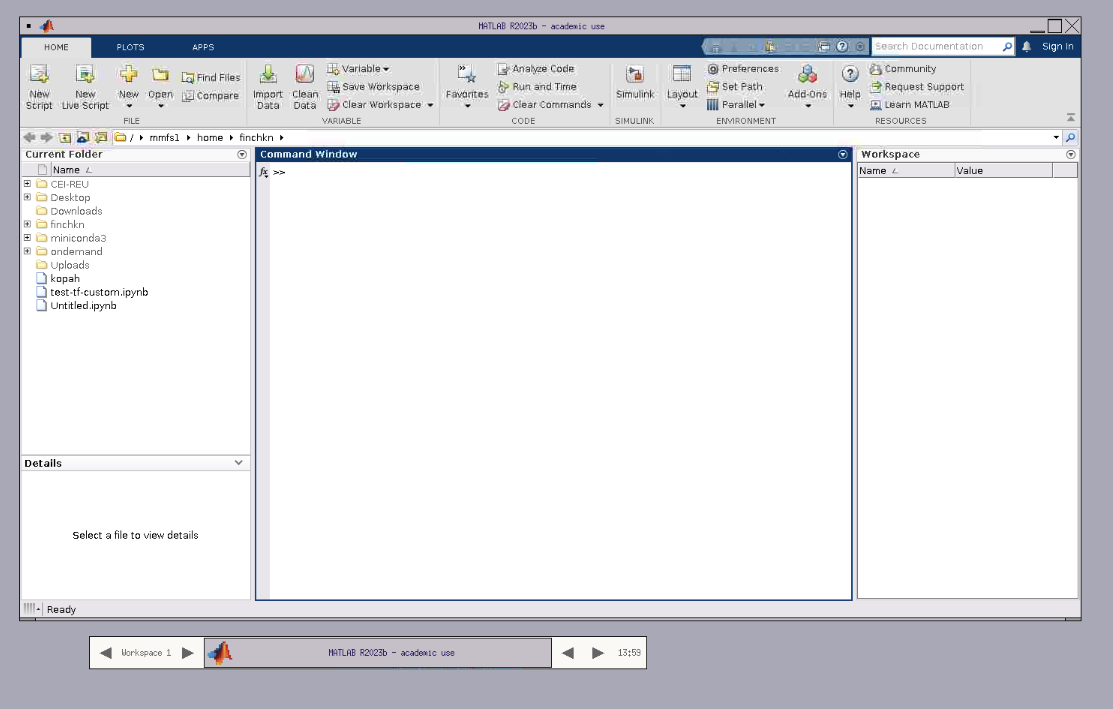 MATLAB R2023b - academic use
HOME PLOTS APPS Search Documentation Sign In
New Script New Live Script New Open Find Files Compare Import Data Clean Data Variable Save Workspace Clear Workspace Favorites Analyze Code Run and Time Clear Commands Simulink Layout Preferences Set Path Parallel Add-Ons Help Community Request Support Learn MATLAB
FILE VARIABLE CODE SIMULINK ENVIRONMENT RESOURCES
/ mmfs1 home finchkn
Current Folder
Name
CEI-REU
Desktop
Downloads
finchkn
miniconda3
ondemand
Uploads
kopah
test-tf-custom.ipynb
Untitled.ipynb
Details
Select a file to view details
Command Window
fx >>
Workspace
Name Value
Ready
Workspace 1 MATLAB R2023b - academic use 13:59